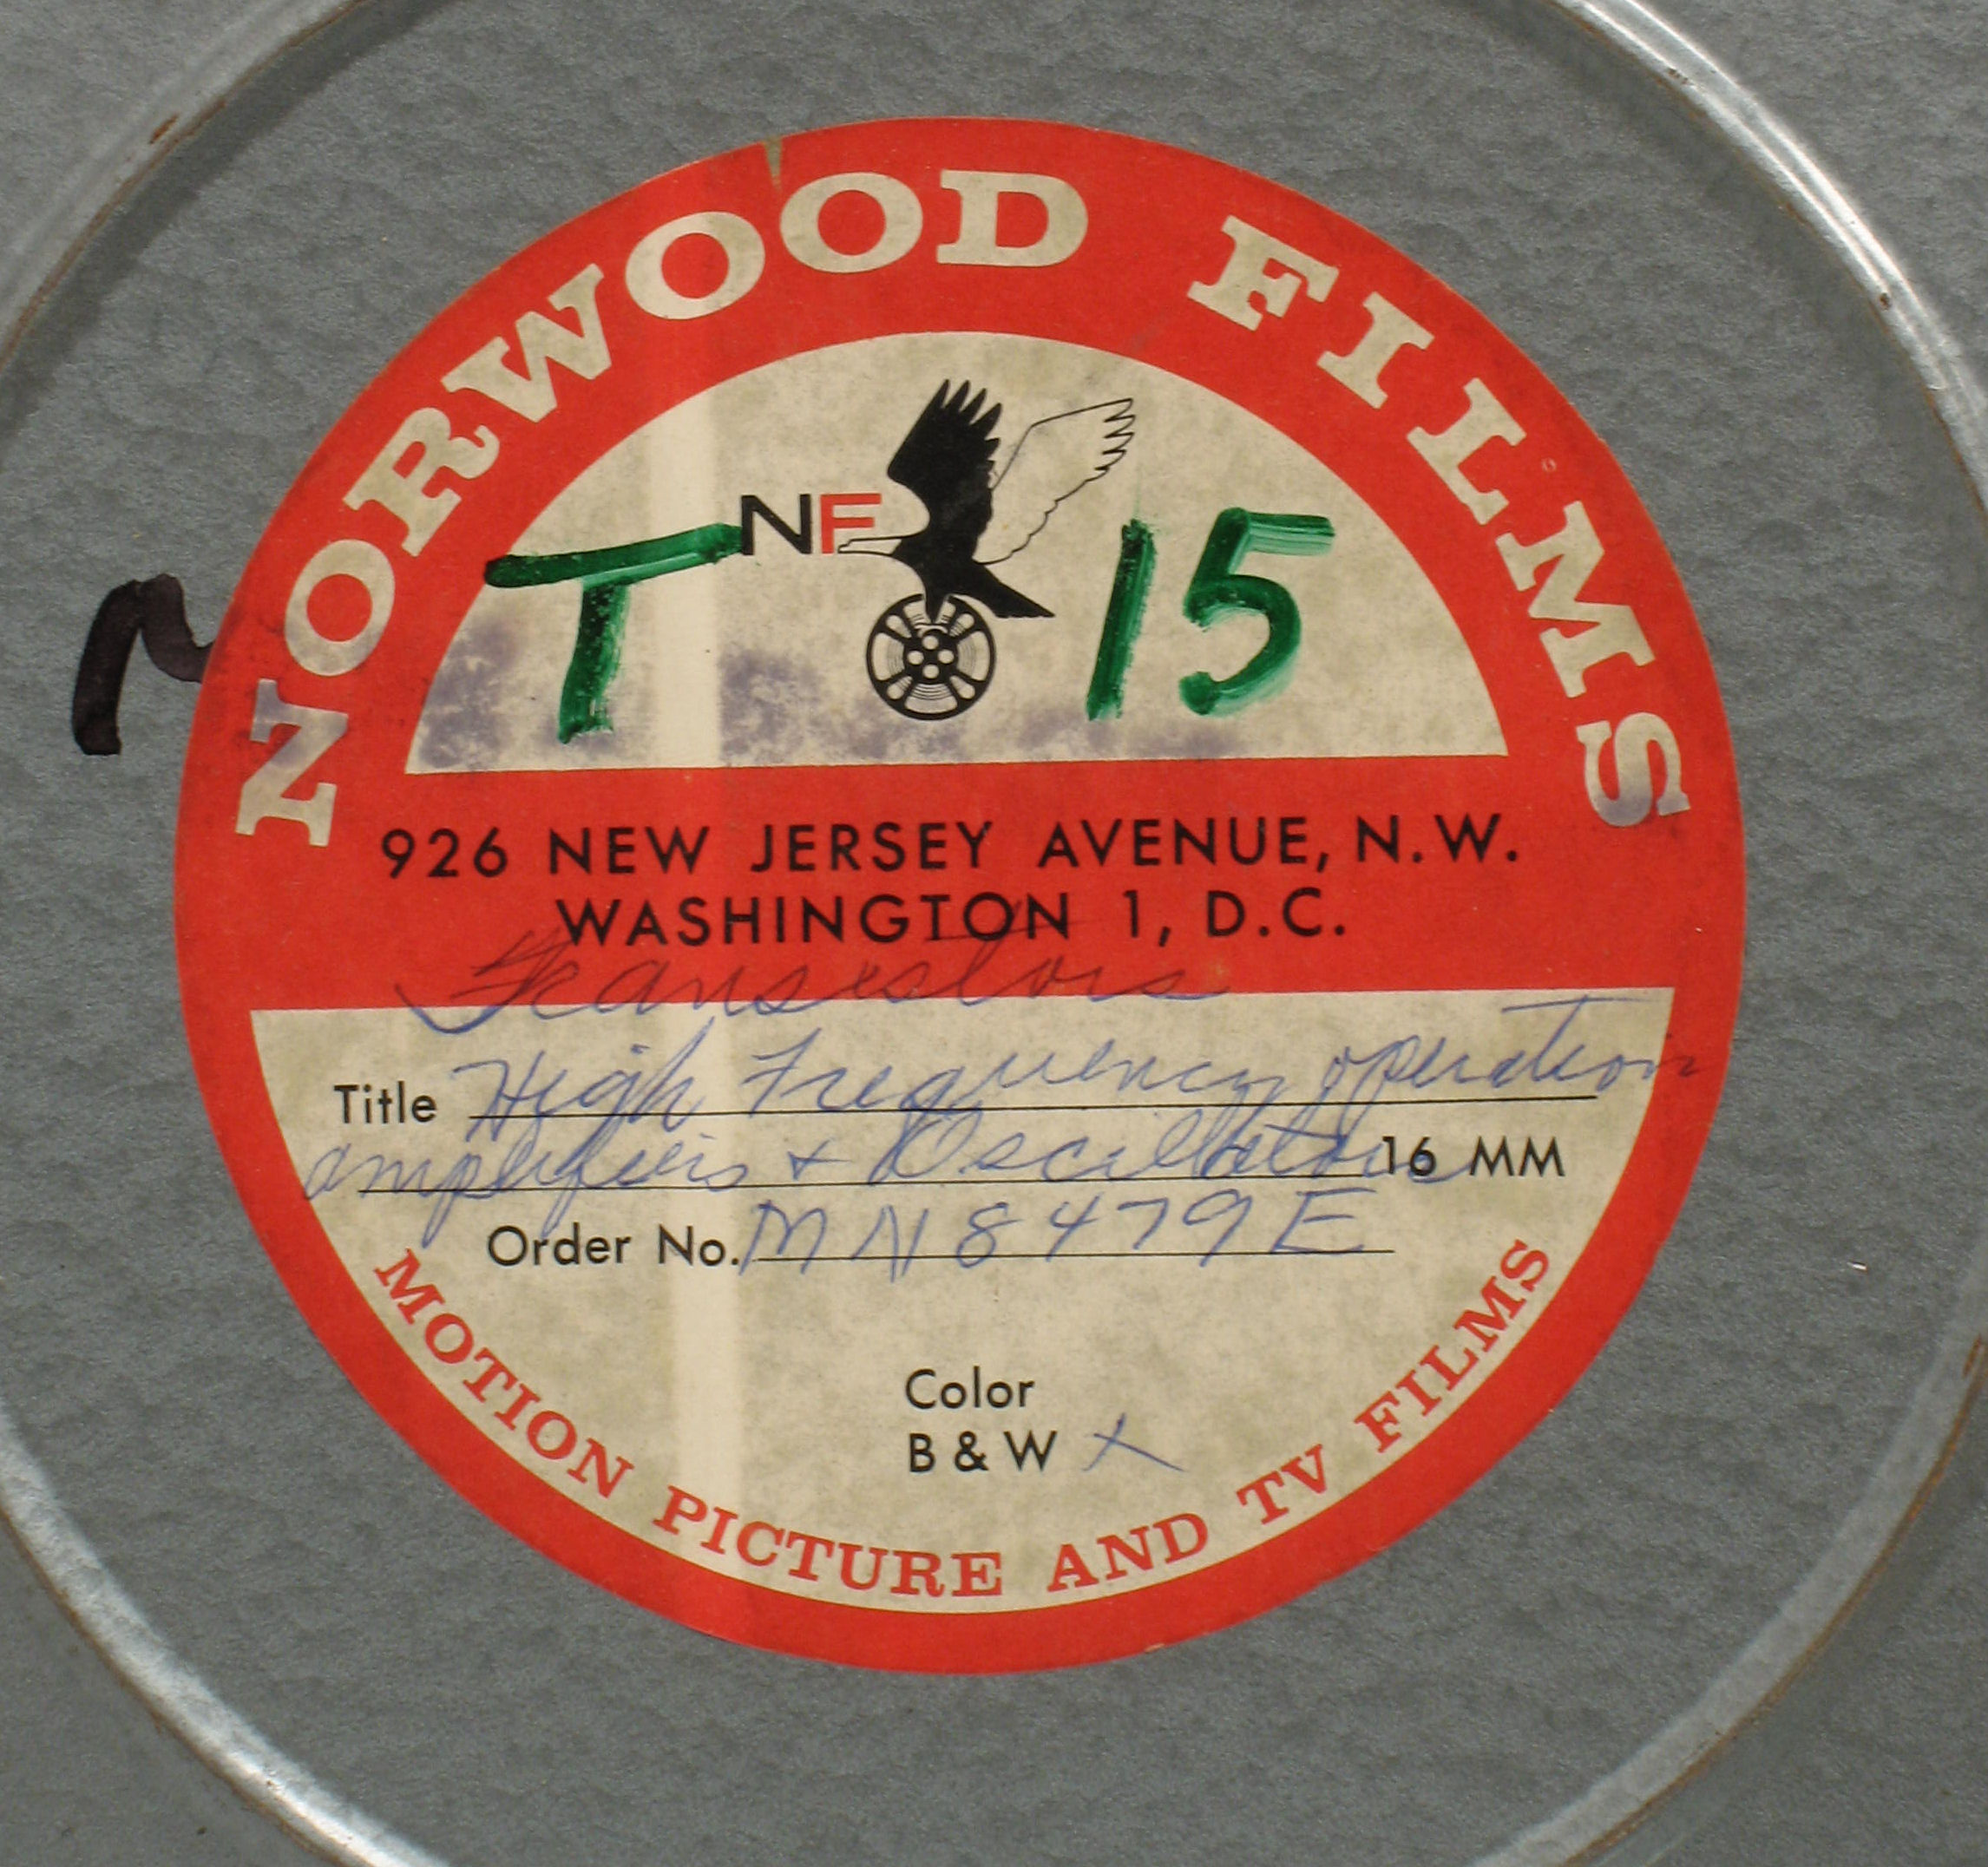 NORWOOD FILMS
NF
T 15
926 NEW JERSEY AVENUE, N.W.
WASHINGTON 1, D.C.
Transistors
Title High Frequency operation
amplifiers + Oscillators 16 MM
Order No. MN8479E
Color
B & W X
MOTION PICTURE AND TV FILMS